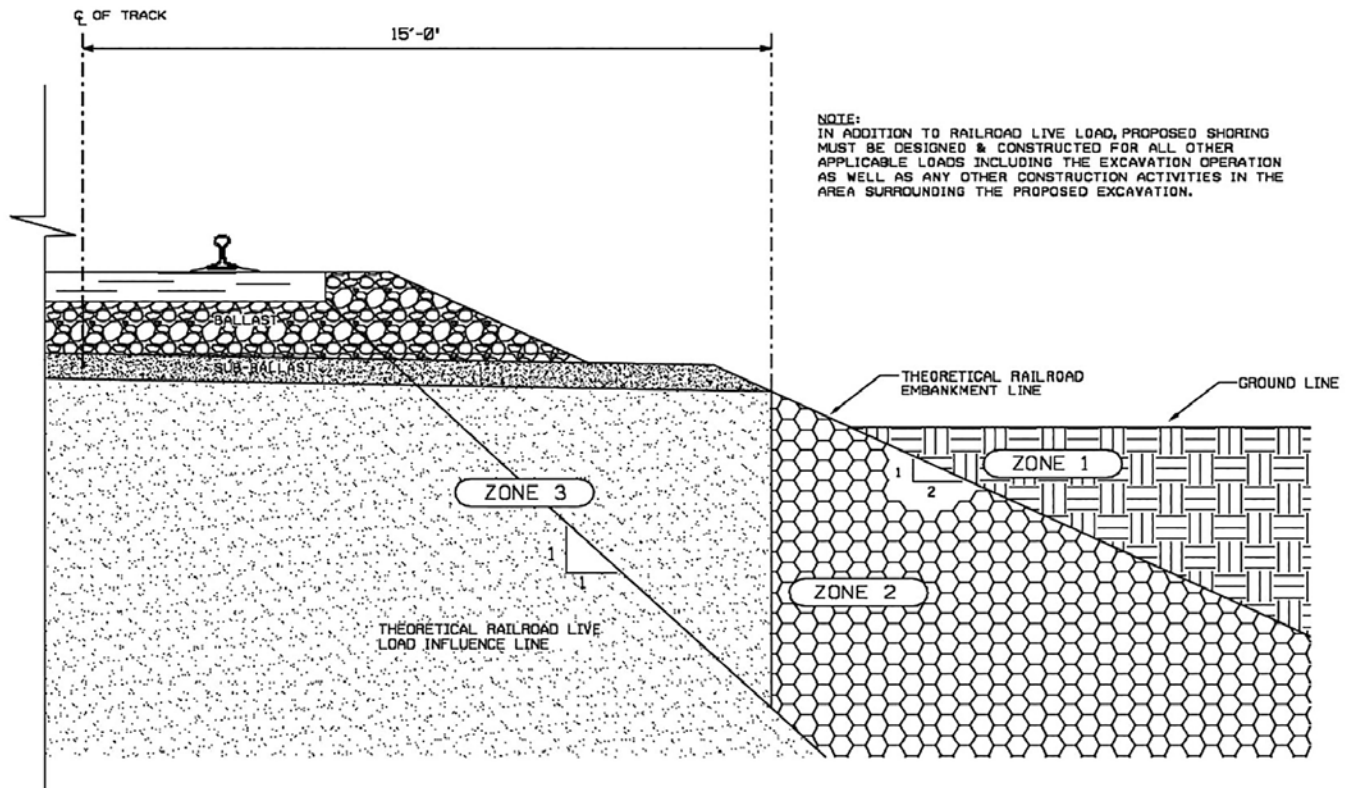 ℄ OF TRACK
15'-0"
NOTE:
IN ADDITION TO RAILROAD LIVE LOAD, PROPOSED SHORING
MUST BE DESIGNED & CONSTRUCTED FOR ALL OTHER
APPLICABLE LOADS INCLUDING THE EXCAVATION OPERATION
AS WELL AS ANY OTHER CONSTRUCTION ACTIVITIES IN THE
AREA SURROUNDING THE PROPOSED EXCAVATION.
BALLAST
SUB-BALLAST
THEORETICAL RAILROAD
EMBANKMENT LINE
GROUND LINE
ZONE 1
1
2
ZONE 3
1
1
ZONE 2
THEORETICAL RAILROAD LIVE
LOAD INFLUENCE LINE